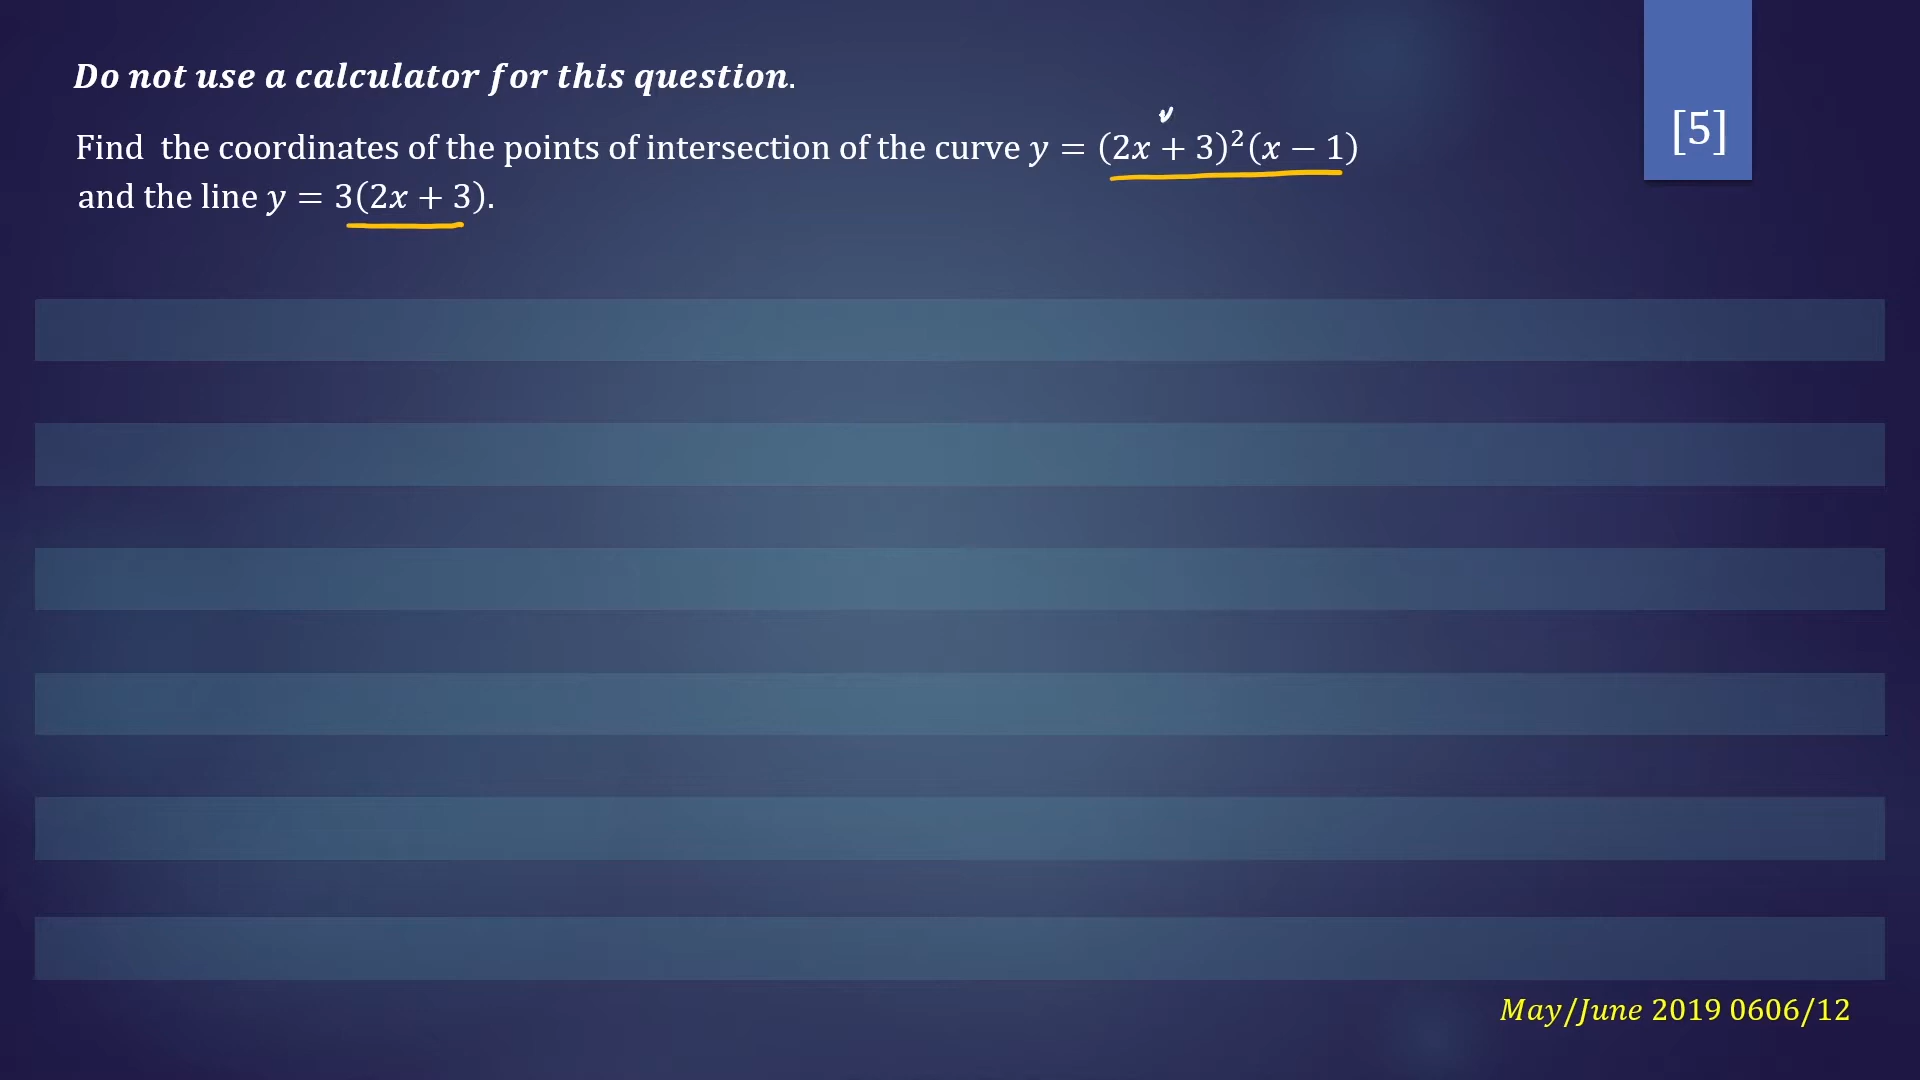 Do not use a calculator for this question.
[5]
Find the coordinates of the points of intersection of the curve y = (2x + 3)²(x − 1)
and the line y = 3(2x + 3).
May/June 2019 0606/12